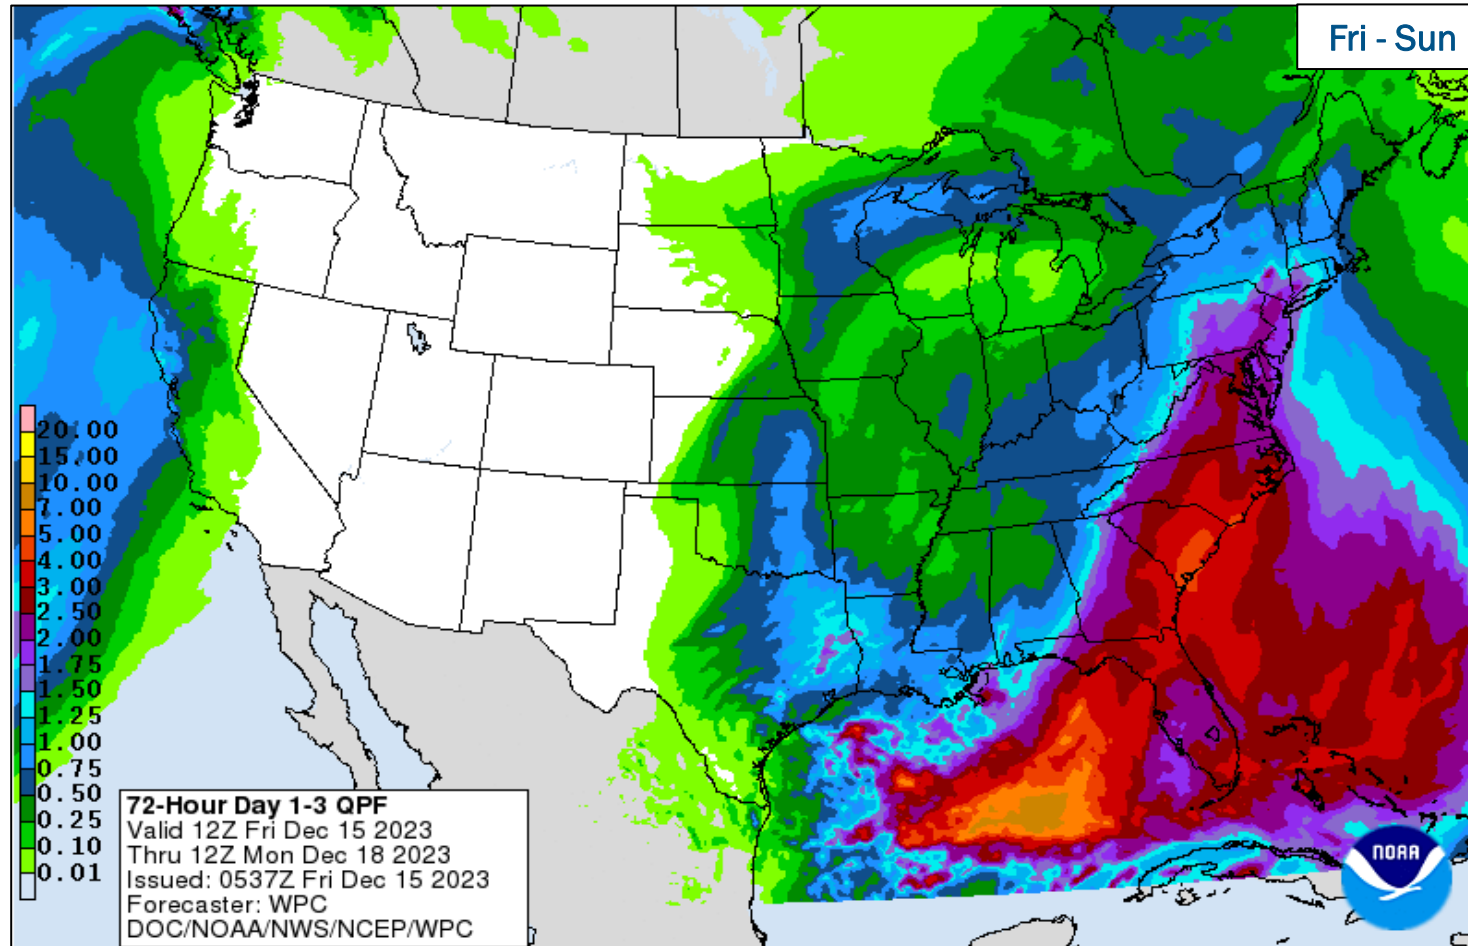 Fri - Sun
20.00
15.00
10.00
7.00
5.00
4.00
3.00
2.50
2.00
1.75
1.50
1.25
1.00
0.75
0.50
0.25
0.10
0.01
72-Hour Day 1-3 QPF
Valid 12Z Fri Dec 15 2023
Thru 12Z Mon Dec 18 2023
Issued: 0537Z Fri Dec 15 2023
Forecaster: WPC
DOC/NOAA/NWS/NCEP/WPC
NOAA